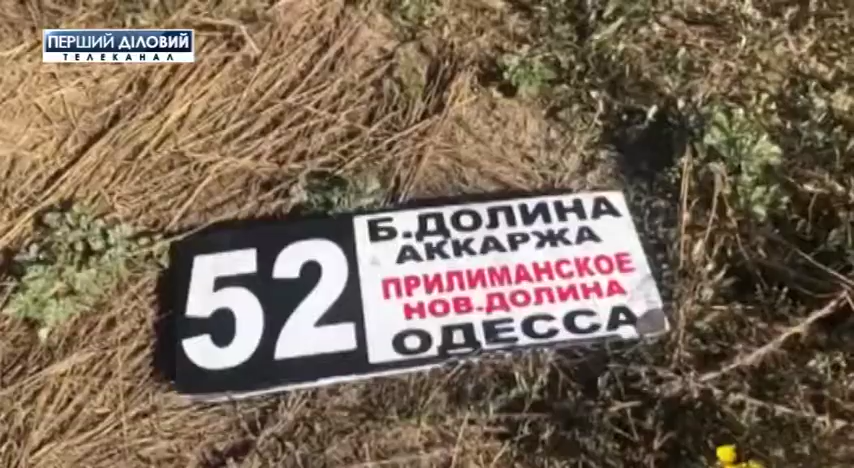 ПЕРШИЙ ДІЛОВИЙ
ТЕЛЕКАНАЛ
52
Б.ДОЛИНА
АККАРЖА
ПРИЛИМАНСКОЕ
НОВ.ДОЛИНА
ОДЕССА